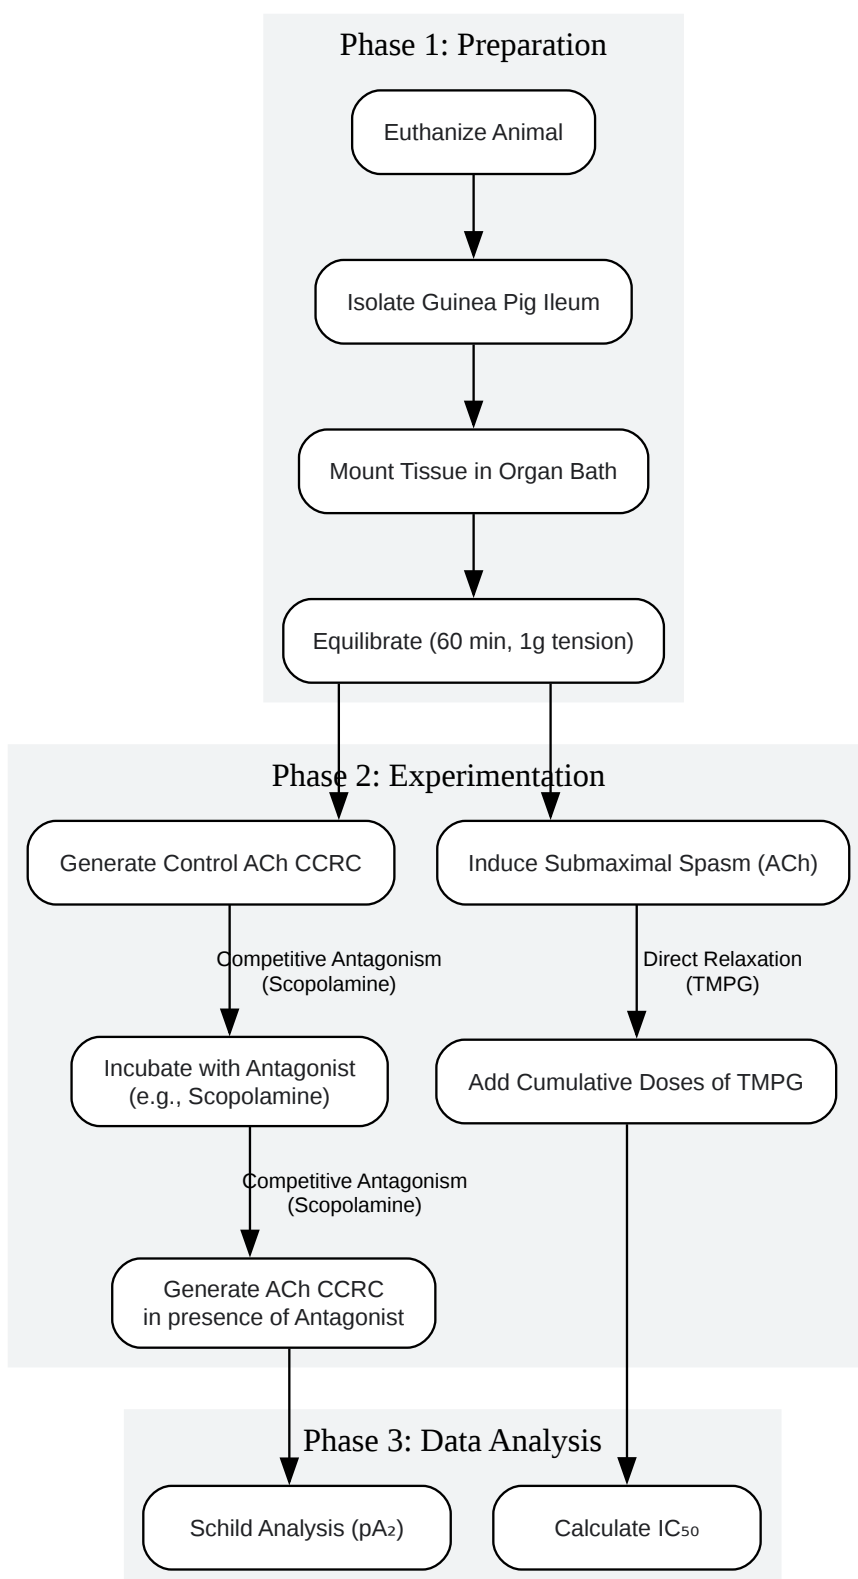 Phase 1: Preparation
Euthanize Animal
Isolate Guinea Pig Ileum
Mount Tissue in Organ Bath
Equilibrate (60 min, 1g tension)
Phase 2: Experimentation
Generate Control ACh CCRC
Induce Submaximal Spasm (ACh)
Competitive Antagonism
(Scopolamine)
Direct Relaxation
(TMPG)
Incubate with Antagonist
(e.g., Scopolamine)
Add Cumulative Doses of TMPG
Competitive Antagonism
(Scopolamine)
Generate ACh CCRC
in presence of Antagonist
Phase 3: Data Analysis
Schild Analysis (pA₂)
Calculate IC₅₀